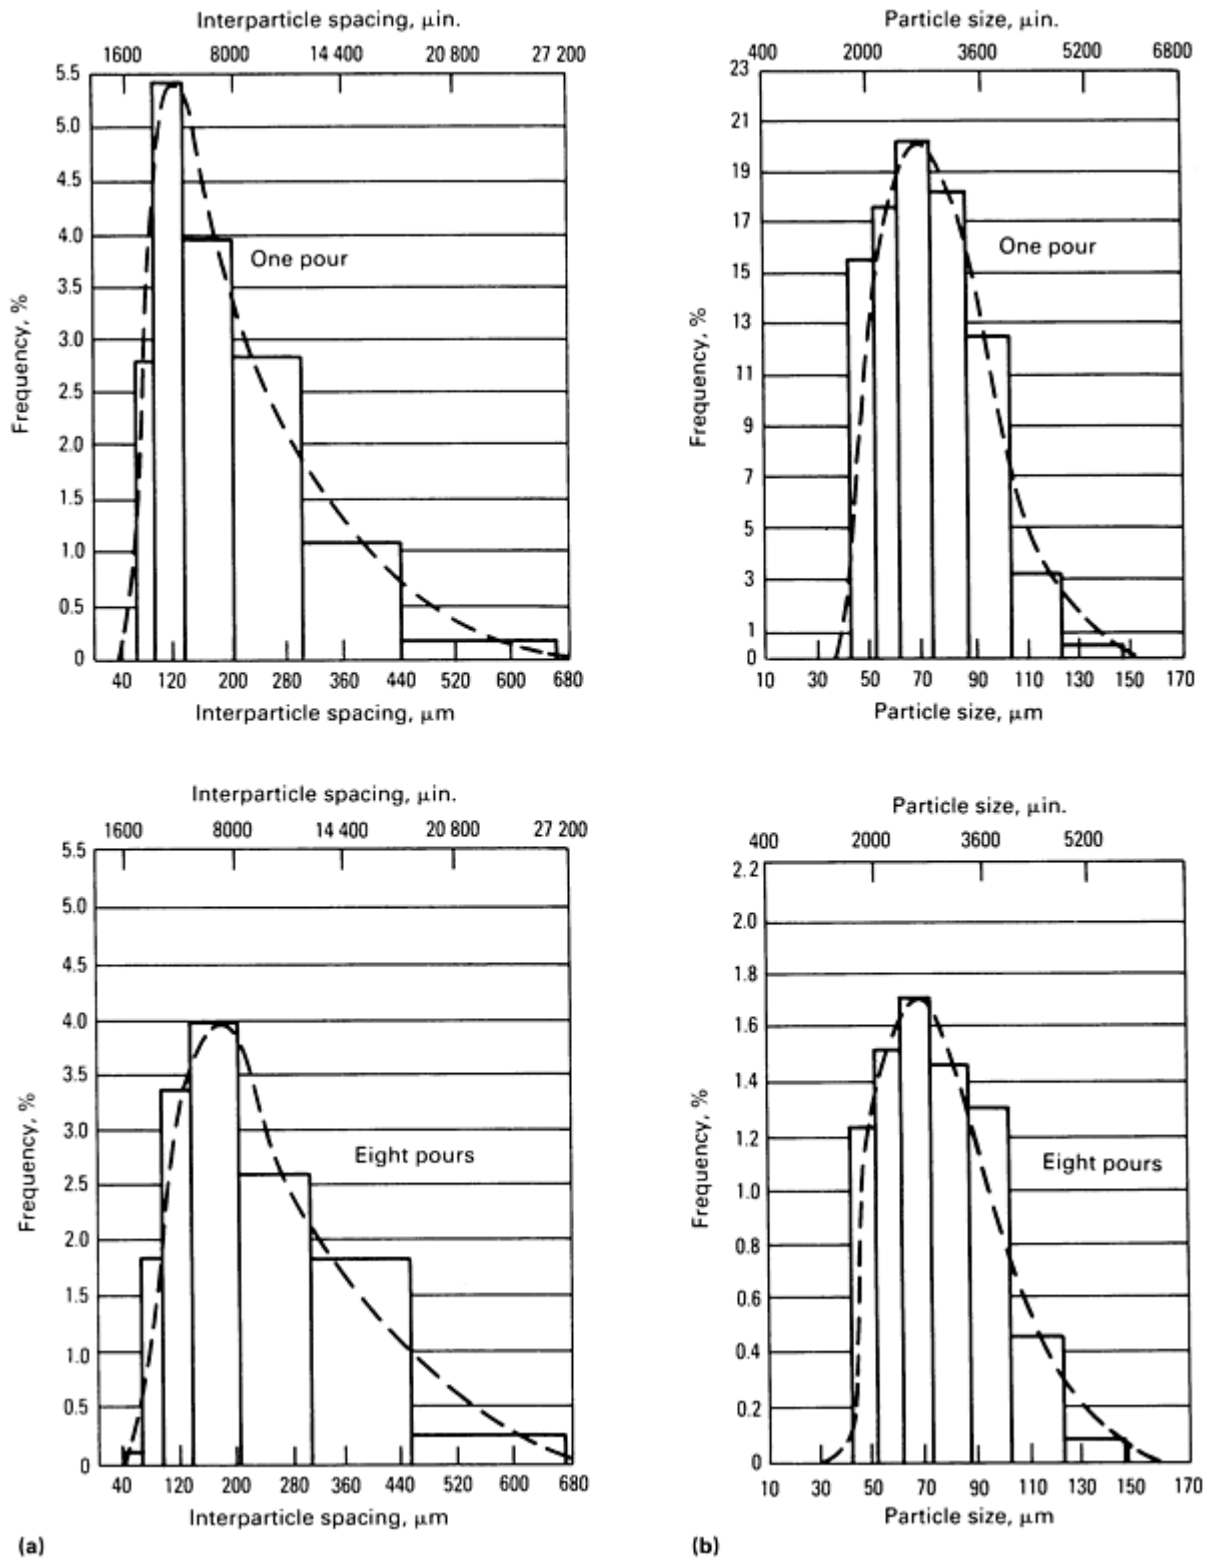 Interparticle spacing, μin.
1600 8000 14 400 20 800 27 200
5.5
5.0
4.5
4.0
3.5
3.0
2.5
2.0
1.5
1.0
0.5
0
Frequency, %
One pour
40 120 200 280 360 440 520 600 680
Interparticle spacing, μm
Particle size, μin.
400 2000 3600 5200 6800
23
21
19
17
15
13
11
9
7
5
3
1
0
Frequency, %
One pour
10 30 50 70 90 110 130 150 170
Particle size, μm
Interparticle spacing, μin.
1600 8000 14 400 20 800 27 200
5.5
5.0
4.5
4.0
3.5
3.0
2.5
2.0
1.5
1.0
0.5
0
Frequency, %
Eight pours
40 120 200 280 360 440 520 600 680
Interparticle spacing, μm
(a)
Particle size, μin.
400 2000 3600 5200
2.2
2.0
1.8
1.6
1.4
1.2
1.0
0.8
0.6
0.4
0.2
0
Frequency, %
Eight pours
10 30 50 70 90 110 130 150 170
Particle size, μm
(b)